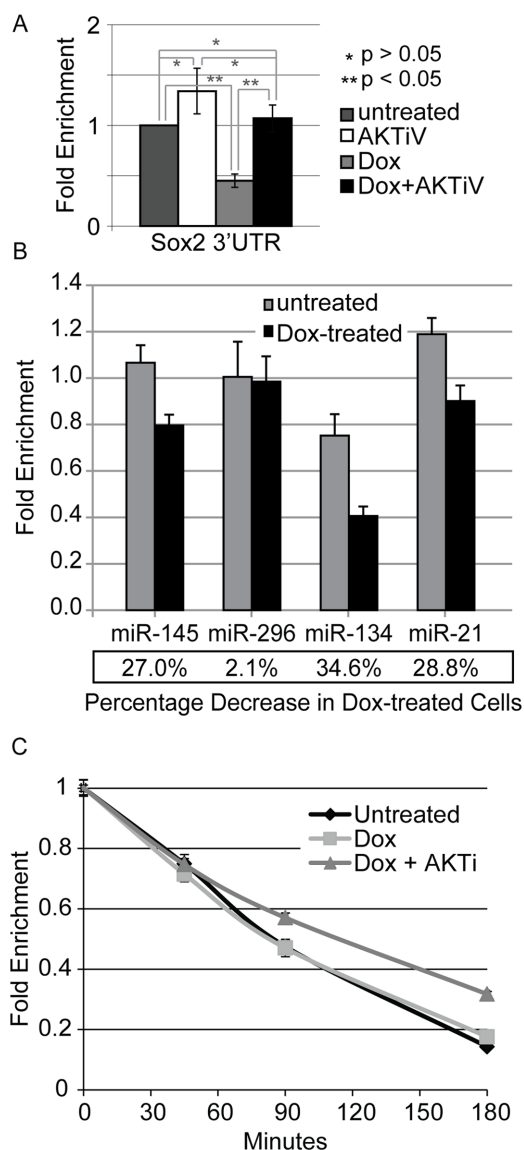 A
2
1
0
Fold Enrichment
*
*
*
**
**
* p > 0.05
** p < 0.05
untreated
AKTiV
Dox
Dox+AKTiV
Sox2 3'UTR
B
1.4
1.2
1.0
0.8
0.6
0.4
0.2
0.0
Fold Enrichment
untreated
Dox-treated
miR-145 miR-296 miR-134 miR-21
27.0% 2.1% 34.6% 28.8%
Percentage Decrease in Dox-treated Cells
C
1
0.8
0.6
0.4
0.2
0
Fold Enrichment
Untreated
Dox
Dox + AKTi
0 30 60 90 120 150 180
Minutes